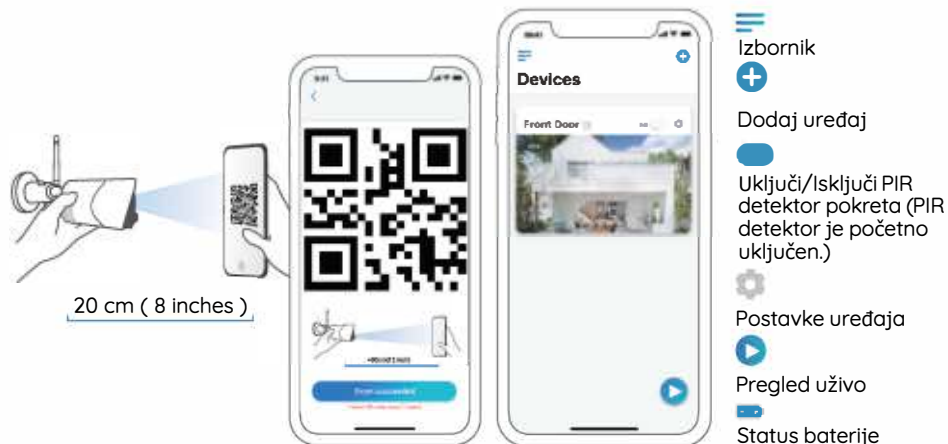 20 cm ( 8 inches )
Devices
Front Door
Izbornik
Dodaj uređaj
Uključi/Isključi PIR
detektor pokreta (PIR
detektor je početno
uključen.)
Postavke uređaja
Pregled uživo
Status baterije